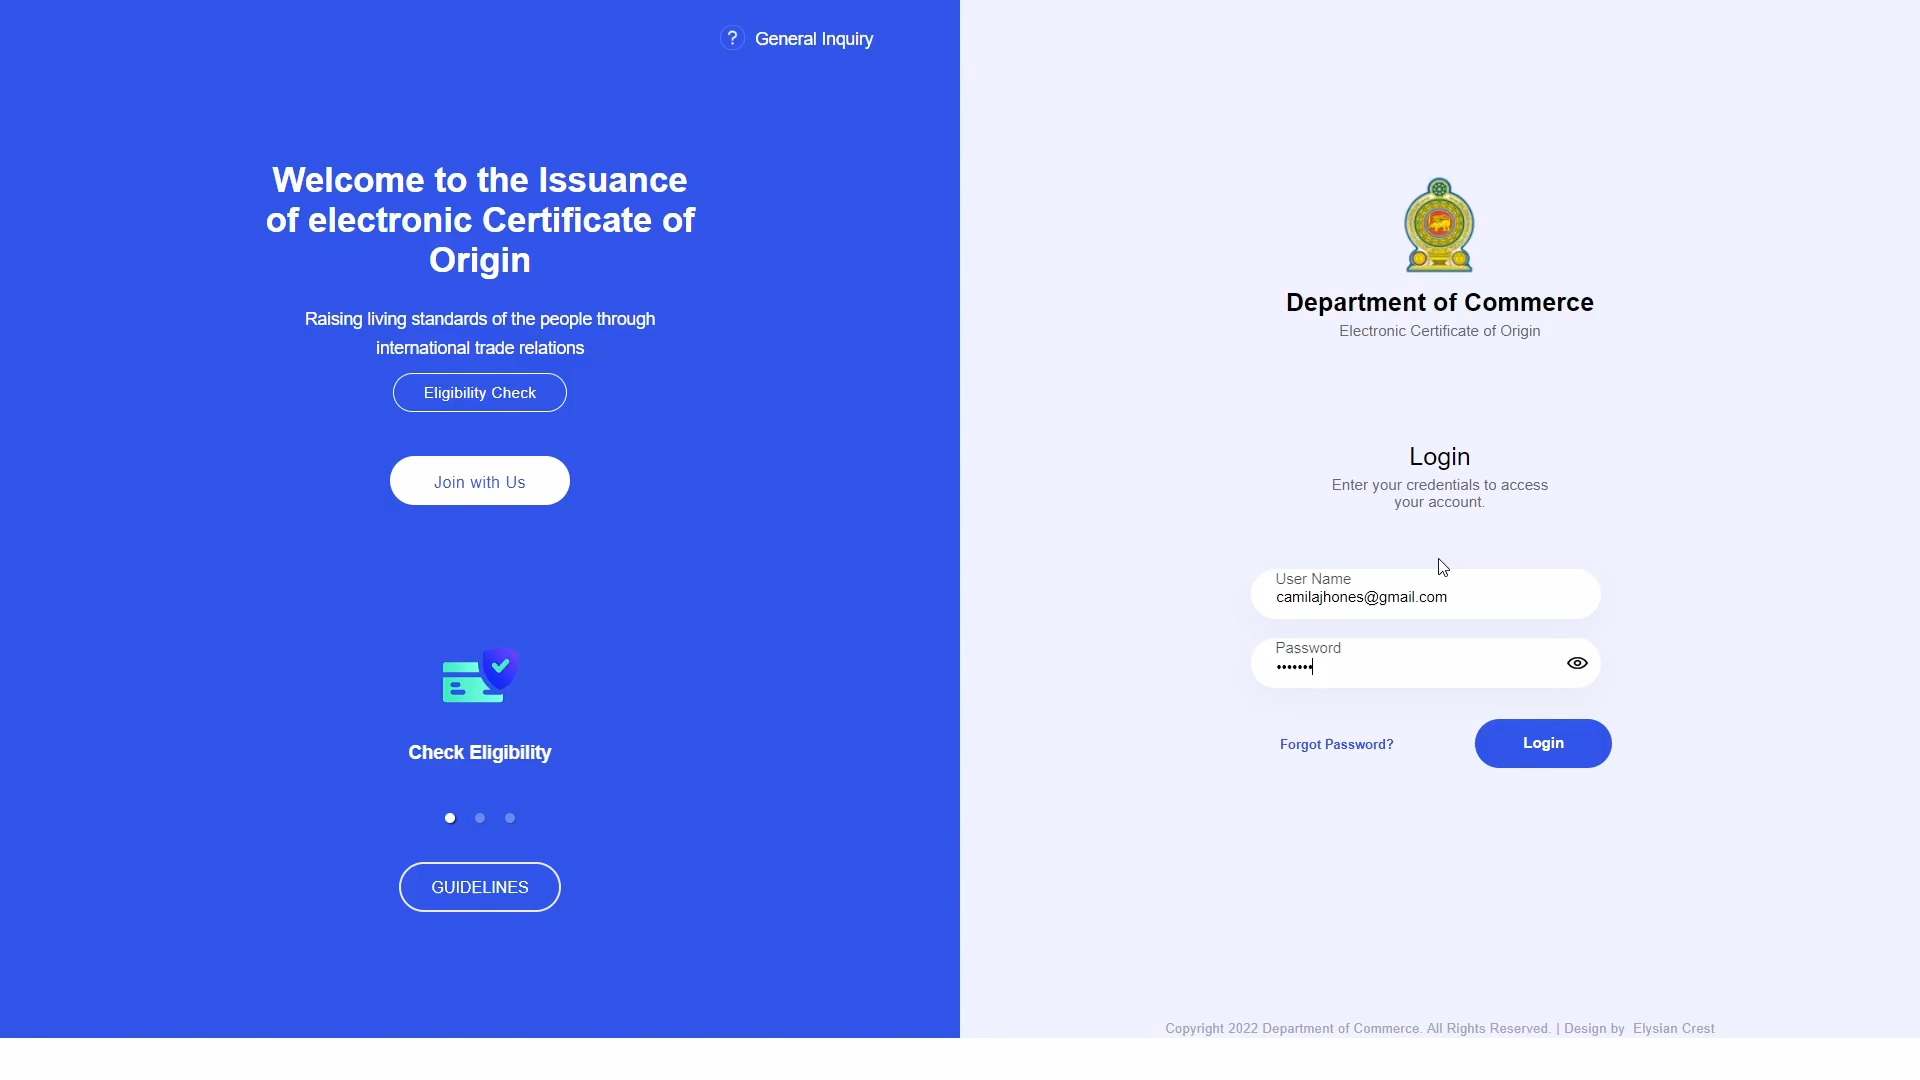 General Inquiry
Welcome to the Issuance
of electronic Certificate of
Origin
Raising living standards of the people through
international trade relations
Eligibility Check
Join with Us
Check Eligibility
GUIDELINES
Department of Commerce
Electronic Certificate of Origin
Login
Enter your credentials to access
your account.
User Name
camilajhones@gmail.com
Password
•••••••
Forgot Password?
Login
Copyright 2022 Department of Commerce. All Rights Reserved. | Design by Elysian Crest